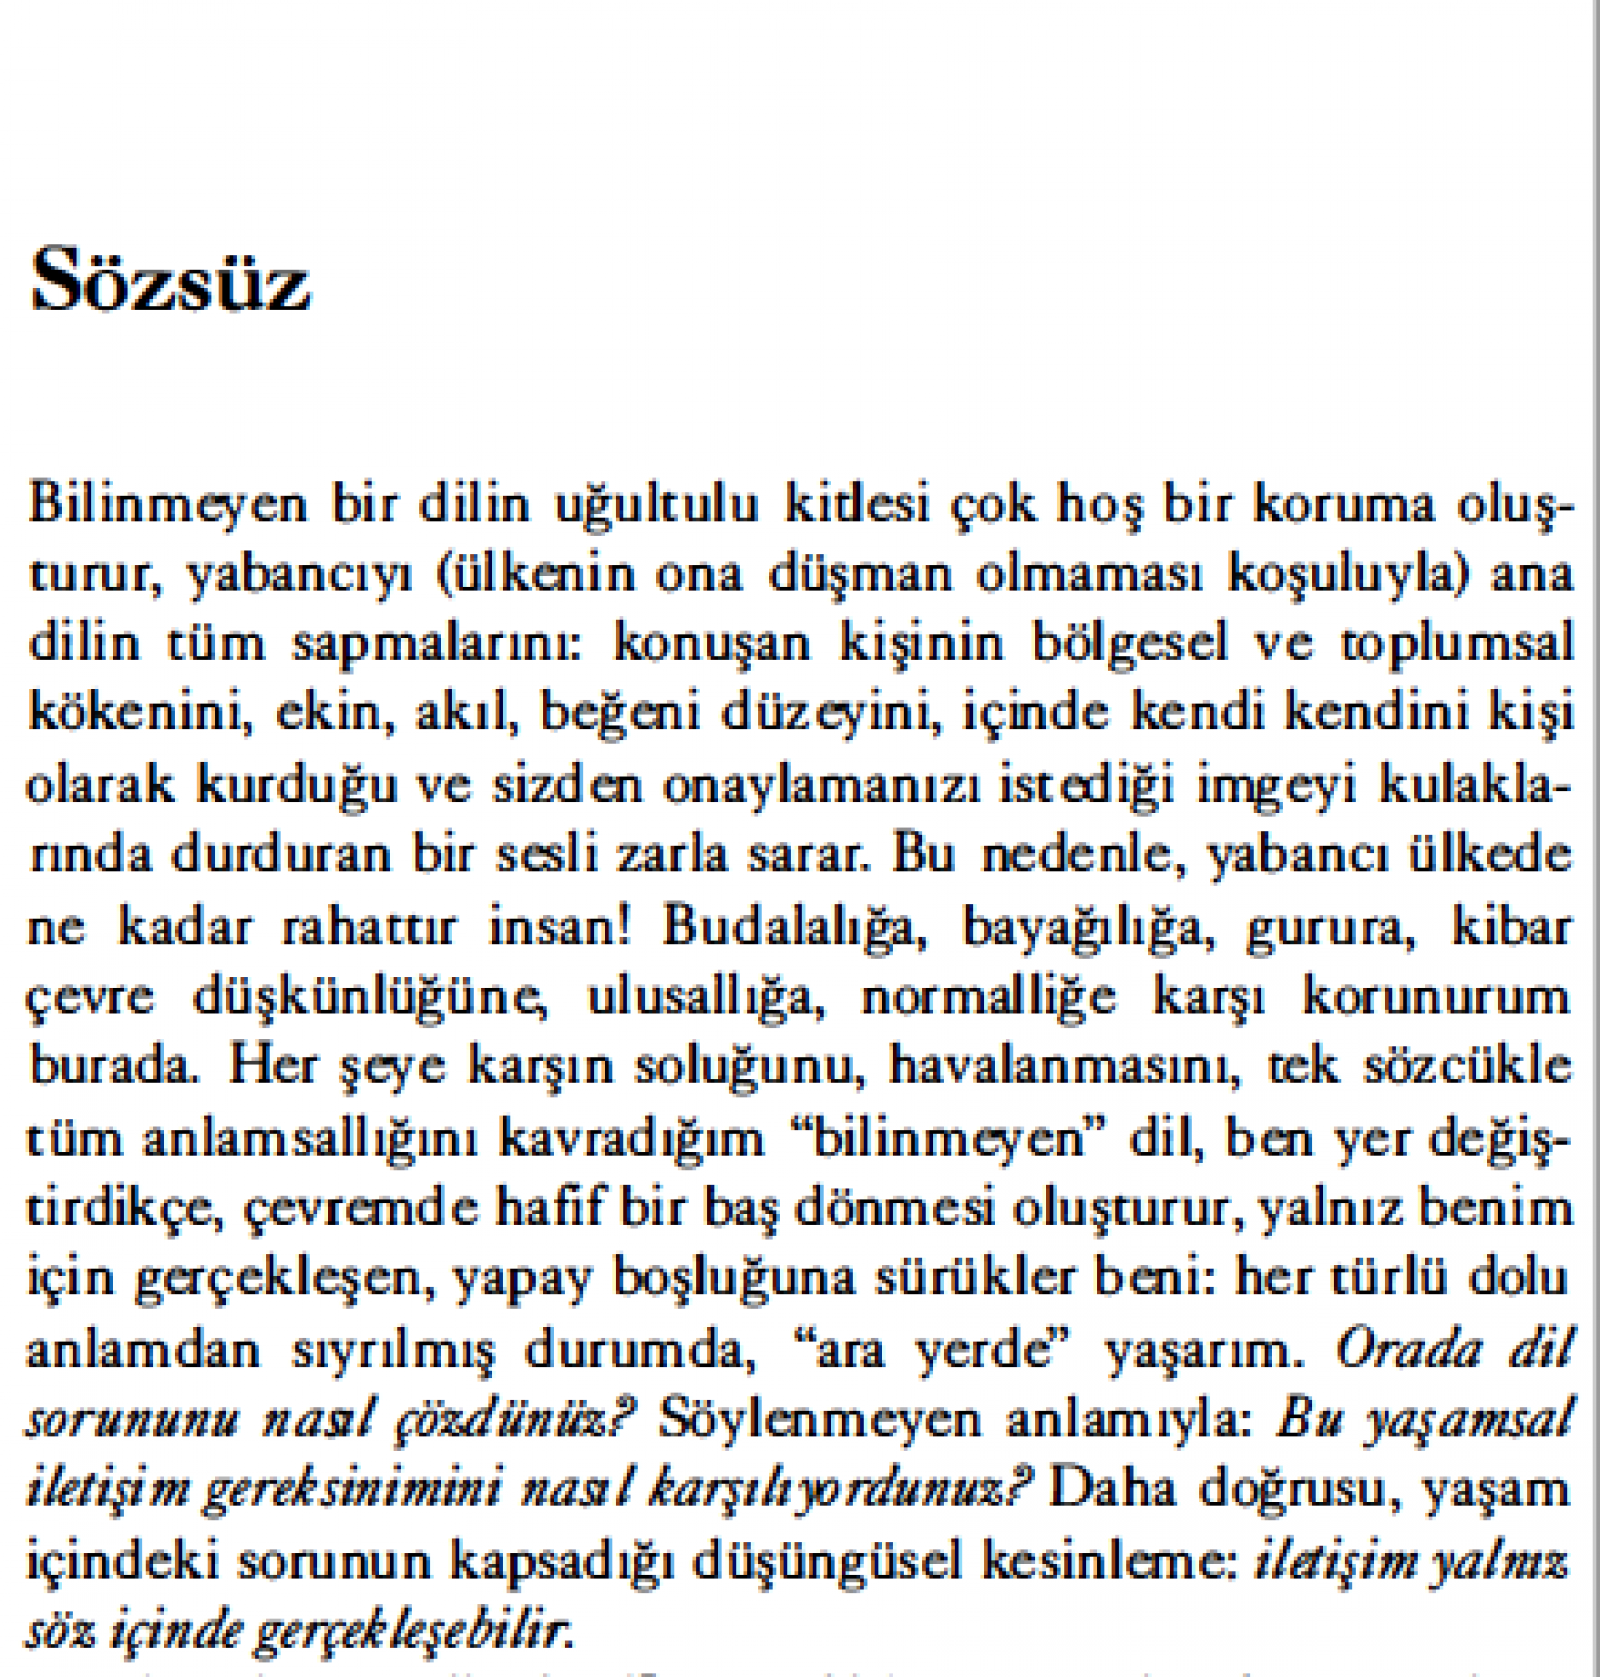 Sözsüz
Bilinmeyen bir dilin uğultulu kitlesi çok hoş bir koruma oluş-
turur, yabancıyı (ülkenin ona düşman olmaması koşuluyla) ana
dilin tüm sapmalarını: konuşan kişinin bölgesel ve toplumsal
kökenini, ekin, akıl, beğeni düzeyini, içinde kendi kendini kişi
olarak kurduğu ve sizden onaylamanızı istediği imgeyi kulakla-
rında durduran bir sesli zarla sarar. Bu nedenle, yabancı ülkede
ne kadar rahattır insan! Budalalığa, bayağılığa, gurura, kibar
çevre düşkünlüğüne, ulusallığa, normalliğe karşı korunurum
burada. Her şeye karşın soluğunu, havalanmasını, tek sözcükle
tüm anlamsallığını kavradığım “bilinmeyen” dil, ben yer değiş-
tirdikçe, çevremde hafif bir baş dönmesi oluşturur, yalnız benim
için gerçekleşen, yapay boşluğuna sürükler beni: her türlü dolu
anlamdan sıyrılmış durumda, “ara yerde” yaşarım. Orada dil
sorununu nasıl çözdünüz? Söylenmeyen anlamıyla: Bu yaşamsal
iletişim gereksinimini nasıl karşılıyordunuz? Daha doğrusu, yaşam
içindeki sorunun kapsadığı düşüngüsel kesinleme: iletişim yalnız
söz içinde gerçekleşebilir.